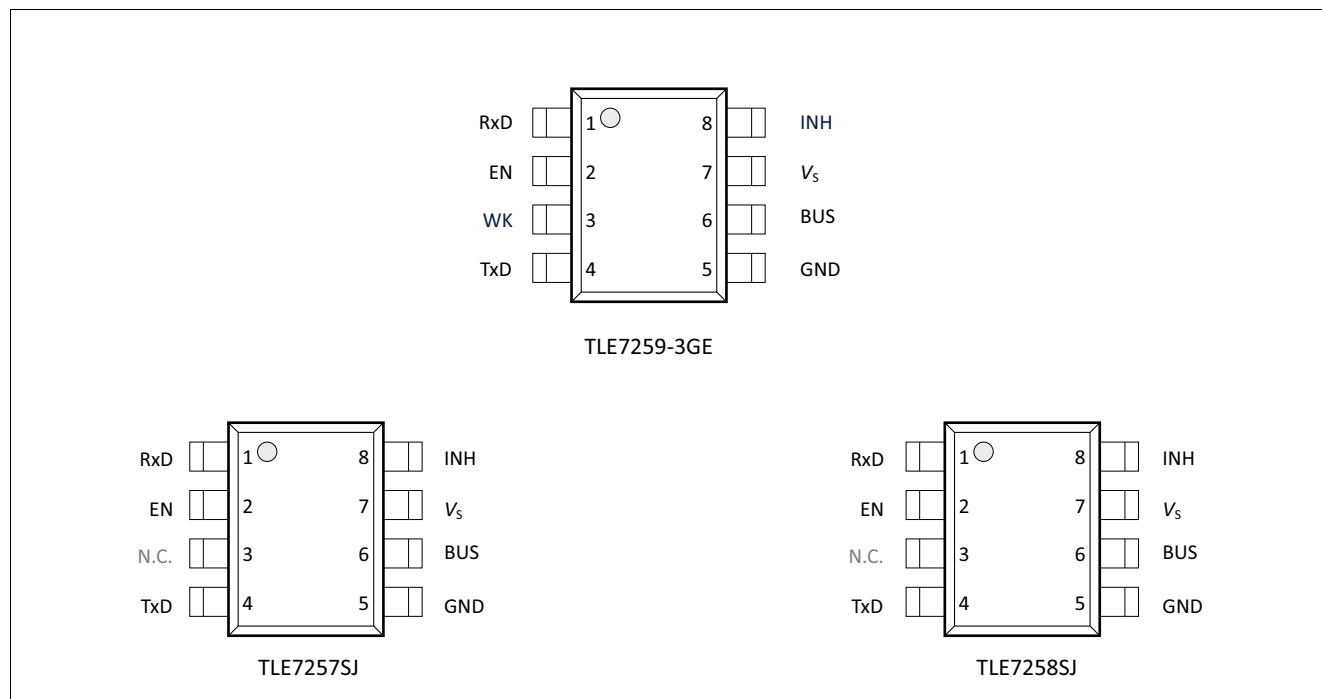 RxD 1 8 INH
EN 2 7 VS
WK 3 6 BUS
TxD 4 5 GND
TLE7259-3GE
RxD 1 8 INH
EN 2 7 VS
N.C. 3 6 BUS
TxD 4 5 GND
TLE7257SJ
RxD 1 8 INH
EN 2 7 VS
N.C. 3 6 BUS
TxD 4 5 GND
TLE7258SJ